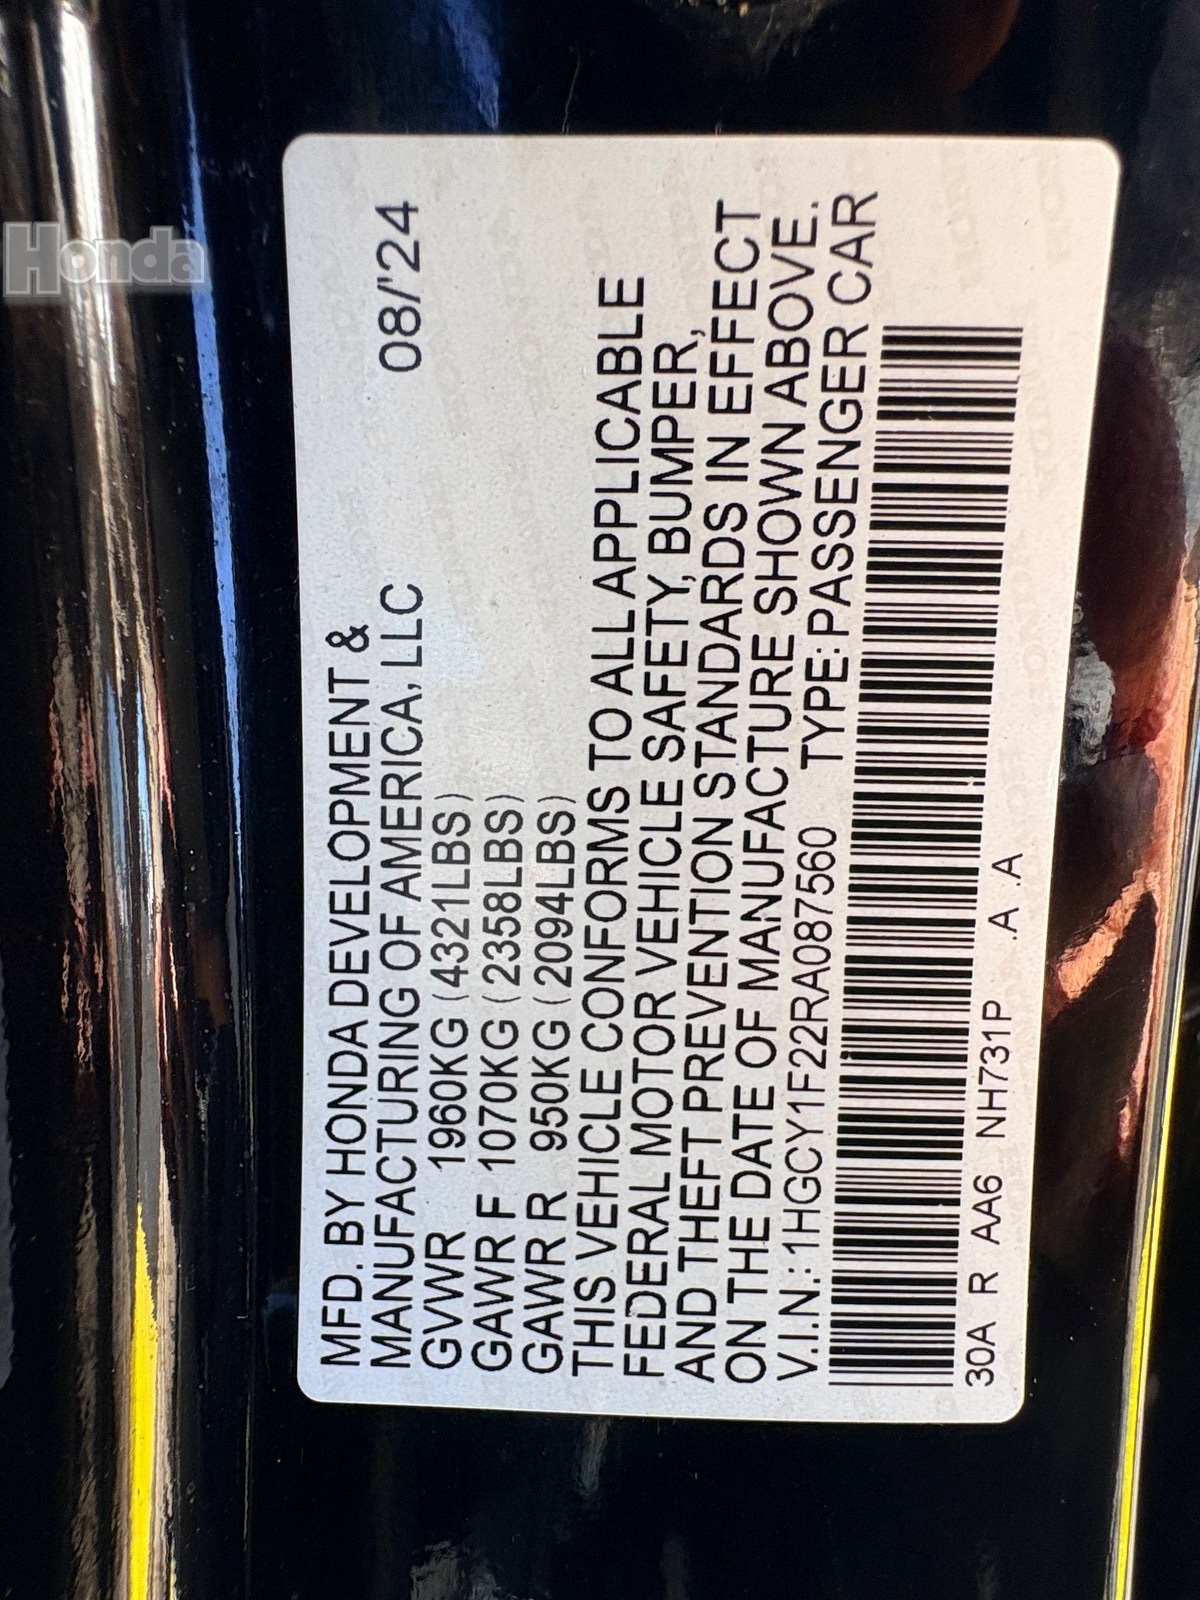 Honda
MFD. BY HONDA DEVELOPMENT &
MANUFACTURING OF AMERICA, LLC 08/'24
GVWR 1960KG (4321LBS)
GAWR F 1070KG (2358LBS)
GAWR R 950KG (2094LBS)
THIS VEHICLE CONFORMS TO ALL APPLICABLE
FEDERAL MOTOR VEHICLE SAFETY, BUMPER,
AND THEFT PREVENTION STANDARDS IN EFFECT
ON THE DATE OF MANUFACTURE SHOWN ABOVE.
V.I.N.: 1HGCY1F22RA087560 TYPE: PASSENGER CAR
30A R AA6 NH731P .A .A